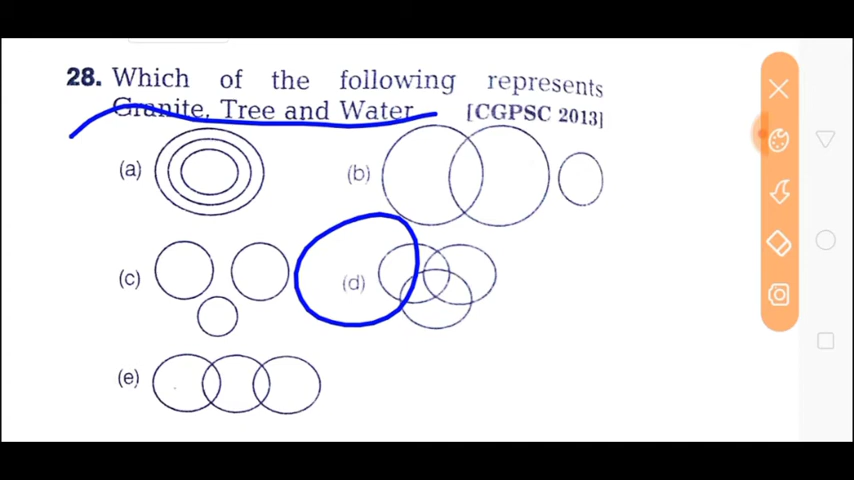 28. Which of the following represents
Granite, Tree and Water [CGPSC 2013]
(a) (b)
(c) (d)
(e)